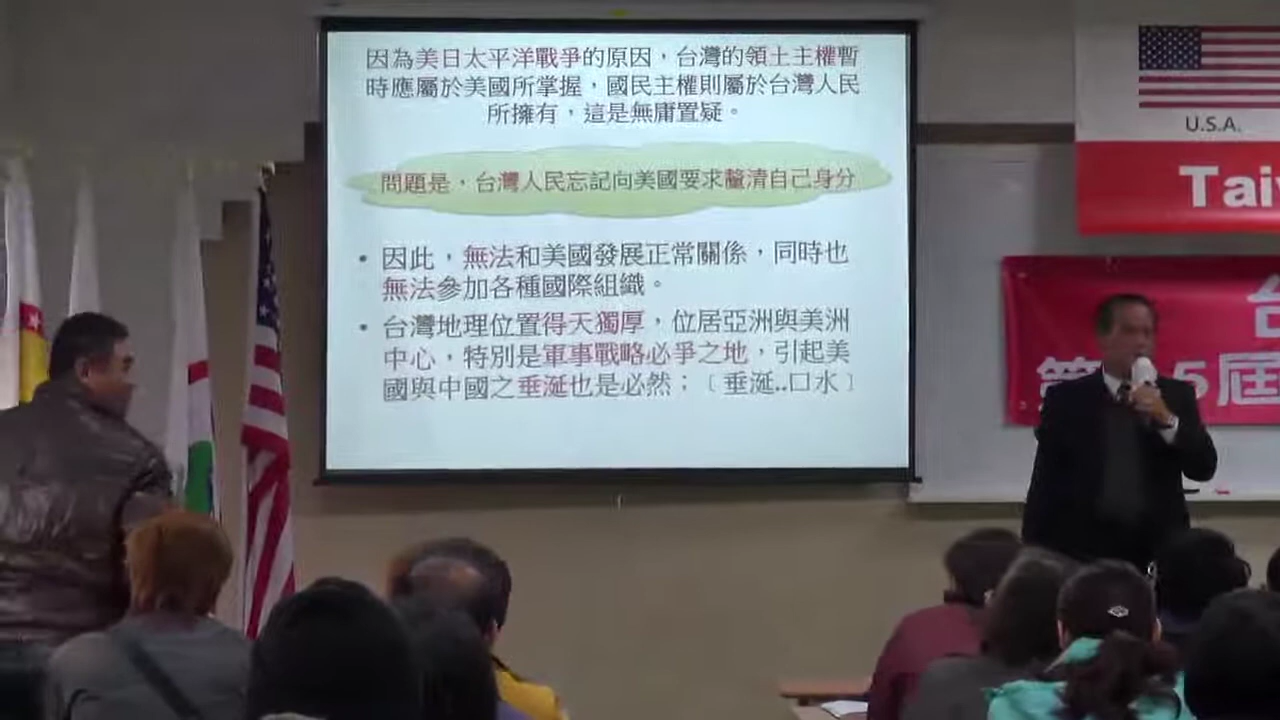 因為美日太平洋戰爭的原因，台灣的領土主權暫
時應屬於美國所掌握，國民主權則屬於台灣人民
所擁有，這是無庸置疑。
問題是，台灣人民忘記向美國要求釐清自己身分
• 因此，無法和美國發展正常關係，同時也
無法參加各種國際組織。
• 台灣地理位置得天獨厚，位居亞洲與美洲
中心，特別是軍事戰略必爭之地，引起美
國與中國之垂涎也是必然；〔垂涎..口水〕
U.S.A.
Tai
台
第 5屆